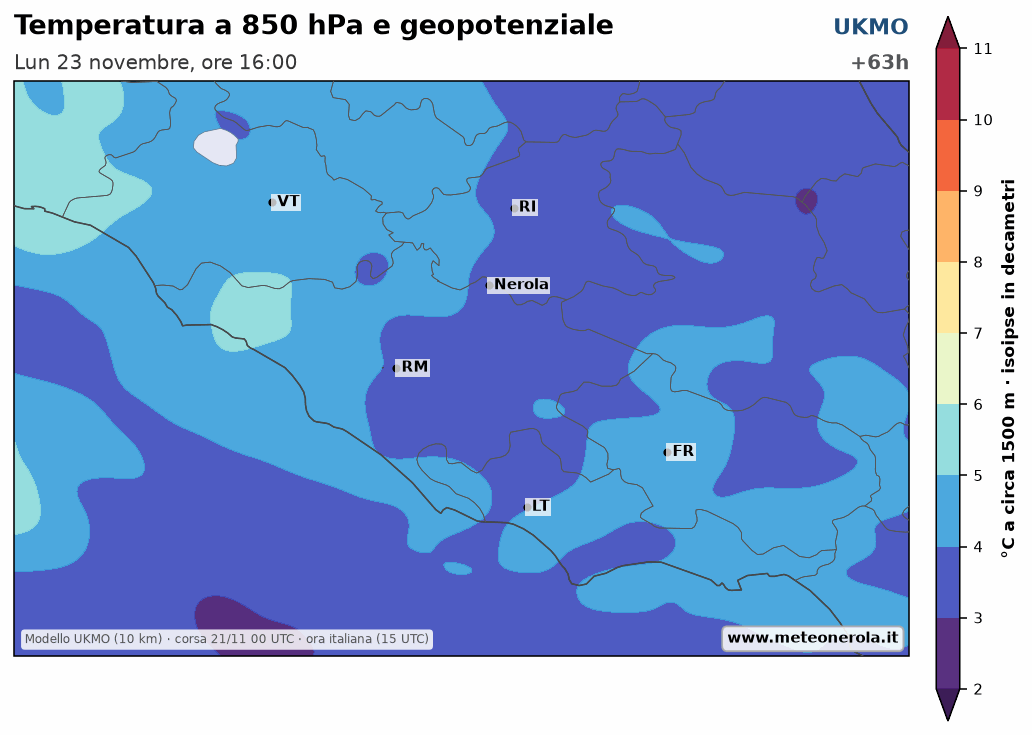 Temperatura a 850 hPa e geopotenziale
UKMO
Lun 23 novembre, ore 16:00
+63h
11
10
9
8
7
6
5
4
3
2
°C a circa 1500 m · isoipse in decametri
VT
RI
Nerola
RM
FR
LT
Modello UKMO (10 km) · corsa 21/11 00 UTC · ora italiana (15 UTC)
www.meteonerola.it